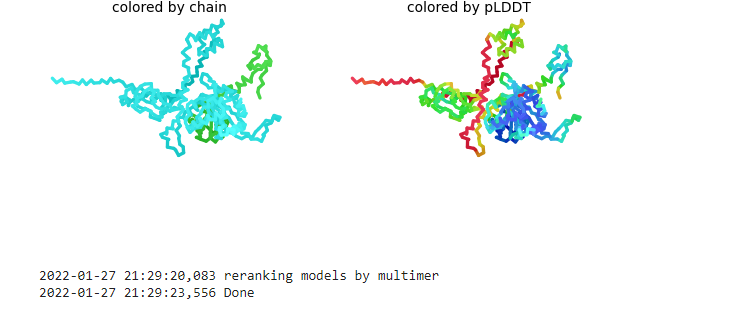 colored by chain
colored by pLDDT
2022-01-27 21:29:20,083 reranking models by multimer
2022-01-27 21:29:23,556 Done